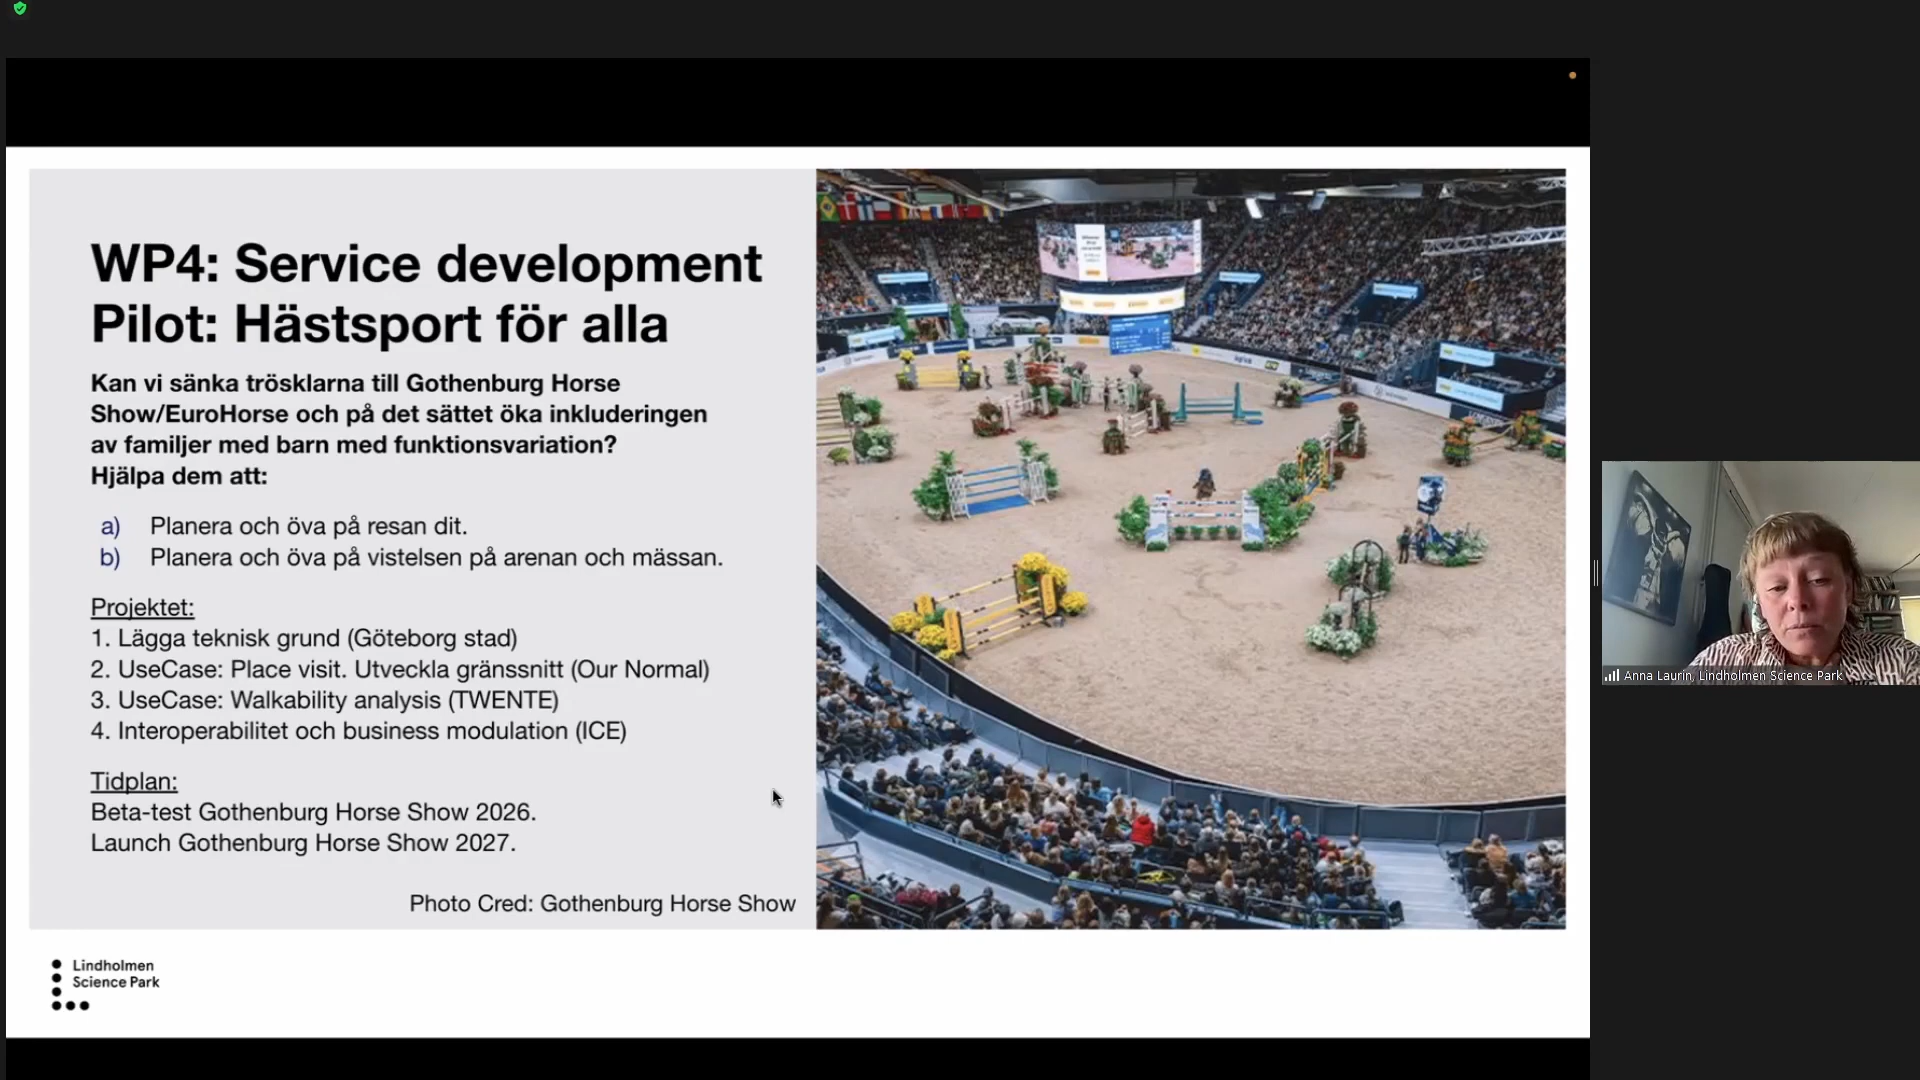 WP4: Service development
Pilot: Hästsport för alla
Kan vi sänka trösklarna till Gothenburg Horse
Show/EuroHorse och på det sättet öka inkluderingen
av familjer med barn med funktionsvariation?
Hjälpa dem att:
a) Planera och öva på resan dit.
b) Planera och öva på vistelsen på arenan och mässan.
Projektet:
1. Lägga teknisk grund (Göteborg stad)
2. UseCase: Place visit. Utveckla gränssnitt (Our Normal)
3. UseCase: Walkability analysis (TWENTE)
4. Interoperabilitet och business modulation (ICE)
Tidplan:
Beta-test Gothenburg Horse Show 2026.
Launch Gothenburg Horse Show 2027.
Photo Cred: Gothenburg Horse Show
Lindholmen
Science Park
Anna Laurin, Lindholmen Science Park